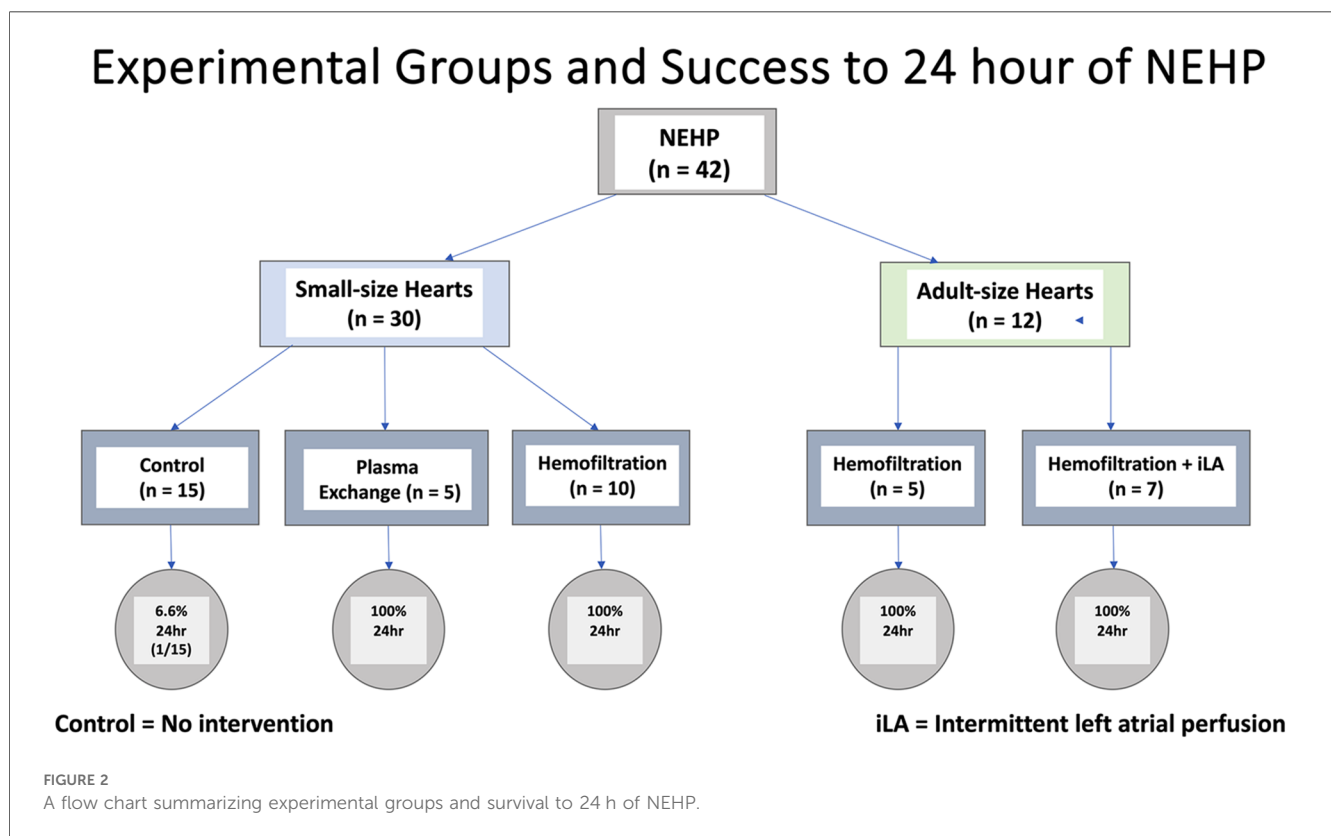 Experimental Groups and Success to 24 hour of NEHP
NEHP
(n = 42)
Small-size Hearts
(n = 30)
Adult-size Hearts
(n = 12)
Control
(n = 15)
Plasma
Exchange (n = 5)
Hemofiltration
(n = 10)
Hemofiltration
(n = 5)
Hemofiltration + iLA
(n = 7)
6.6%
24hr
(1/15)
100%
24hr
100%
24hr
100%
24hr
100%
24hr
Control = No intervention
iLA = Intermittent left atrial perfusion
FIGURE 2
A flow chart summarizing experimental groups and survival to 24 h of NEHP.